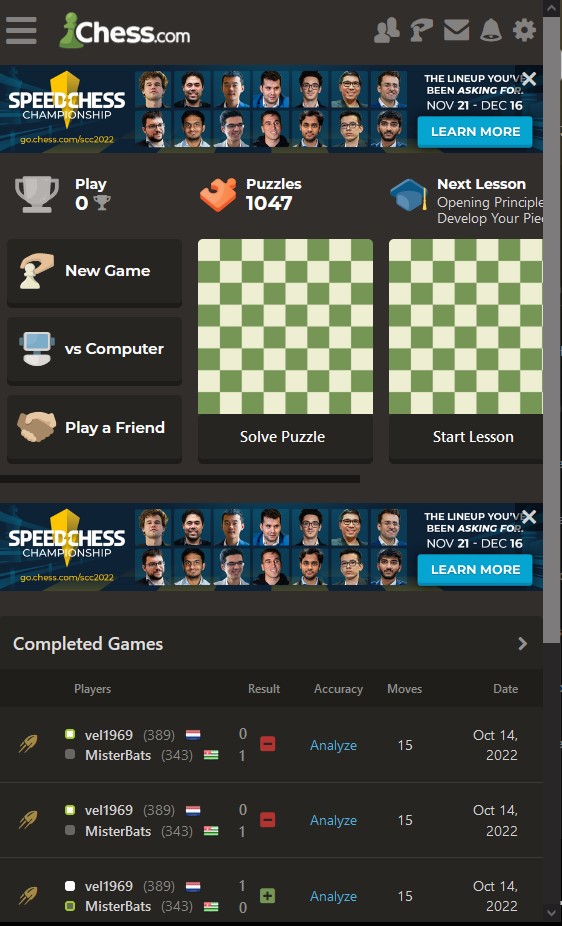 Chess.com
SPEED CHESS
CHAMPIONSHIP
go.chess.com/scc2022
THE LINEUP YOU'VE
BEEN ASKING FOR.
NOV 21 - DEC 16
LEARN MORE
Play
0
Puzzles
1047
Next Lesson
Opening Principle
Develop Your Pie
New Game
vs Computer
Play a Friend
Solve Puzzle
Start Lesson
SPEED CHESS
CHAMPIONSHIP
go.chess.com/scc2022
THE LINEUP YOU'VE
BEEN ASKING FOR.
NOV 21 - DEC 16
LEARN MORE
Completed Games
Players Result Accuracy Moves Date
vel1969 (389) 0
MisterBats (343) 1
Analyze 15 Oct 14,
2022
vel1969 (389) 0
MisterBats (343) 1
Analyze 15 Oct 14,
2022
vel1969 (389) 1
MisterBats (343) 0
Analyze 15 Oct 14,
2022